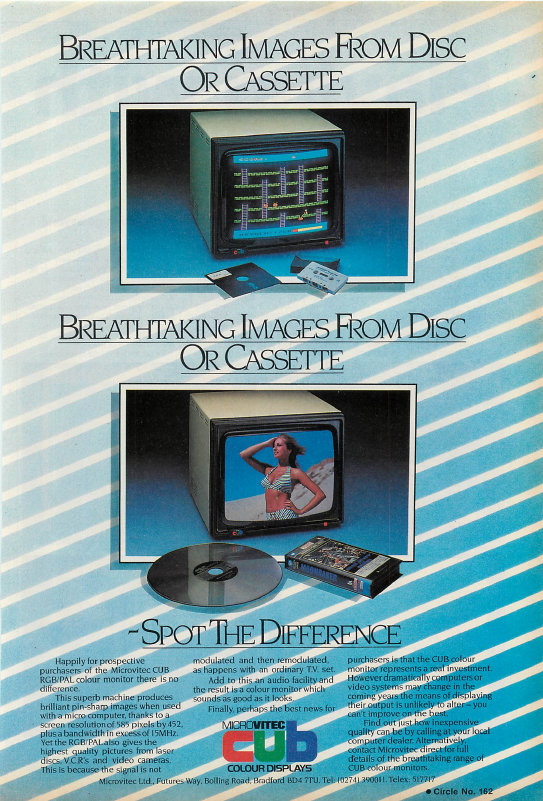 BREATHTAKING IMAGES FROM DISC
OR CASSETTE
BREATHTAKING IMAGES FROM DISC
OR CASSETTE
~SPOT THE DIFFERENCE
Happily for prospective
purchasers of the Microvitec CUB
RGB/PAL colour monitor there is no
difference.
This superb machine produces
brilliant pin-sharp images when used
with a micro computer, thanks to a
screen resolution of 585 pixels by 452,
plus a bandwidth in excess of 15MHz.
Yet the RGB/PAL also gives the
highest quality pictures from laser
discs, V.C.R's and video cameras.
This is because the signal is not
modulated and then remodulated,
as happens with an ordinary T.V. set.
Add to this an audio facility and
the result is a colour monitor which
sounds as good as it looks.
Finally, perhaps the best news for
purchasers is that the CUB colour
monitor represents a real investment.
However dramatically computers or
video systems may change in the
coming years the means of displaying
their output is unlikely to alter – you
can't improve on the best.
Find out just how inexpensive
quality can be by calling at your local
computer dealer. Alternatively
contact Microvitec direct for full
details of the breathtaking range of
CUB colour monitors.
MICROVITEC
CUB
COLOUR DISPLAYS
Microvitec Ltd., Futures Way, Bolling Road, Bradford BD4 7TU. Tel: (0274) 390011. Telex: 517717
● Circle No. 162